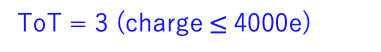 ToT = 3 (charge ≤ 4000e)